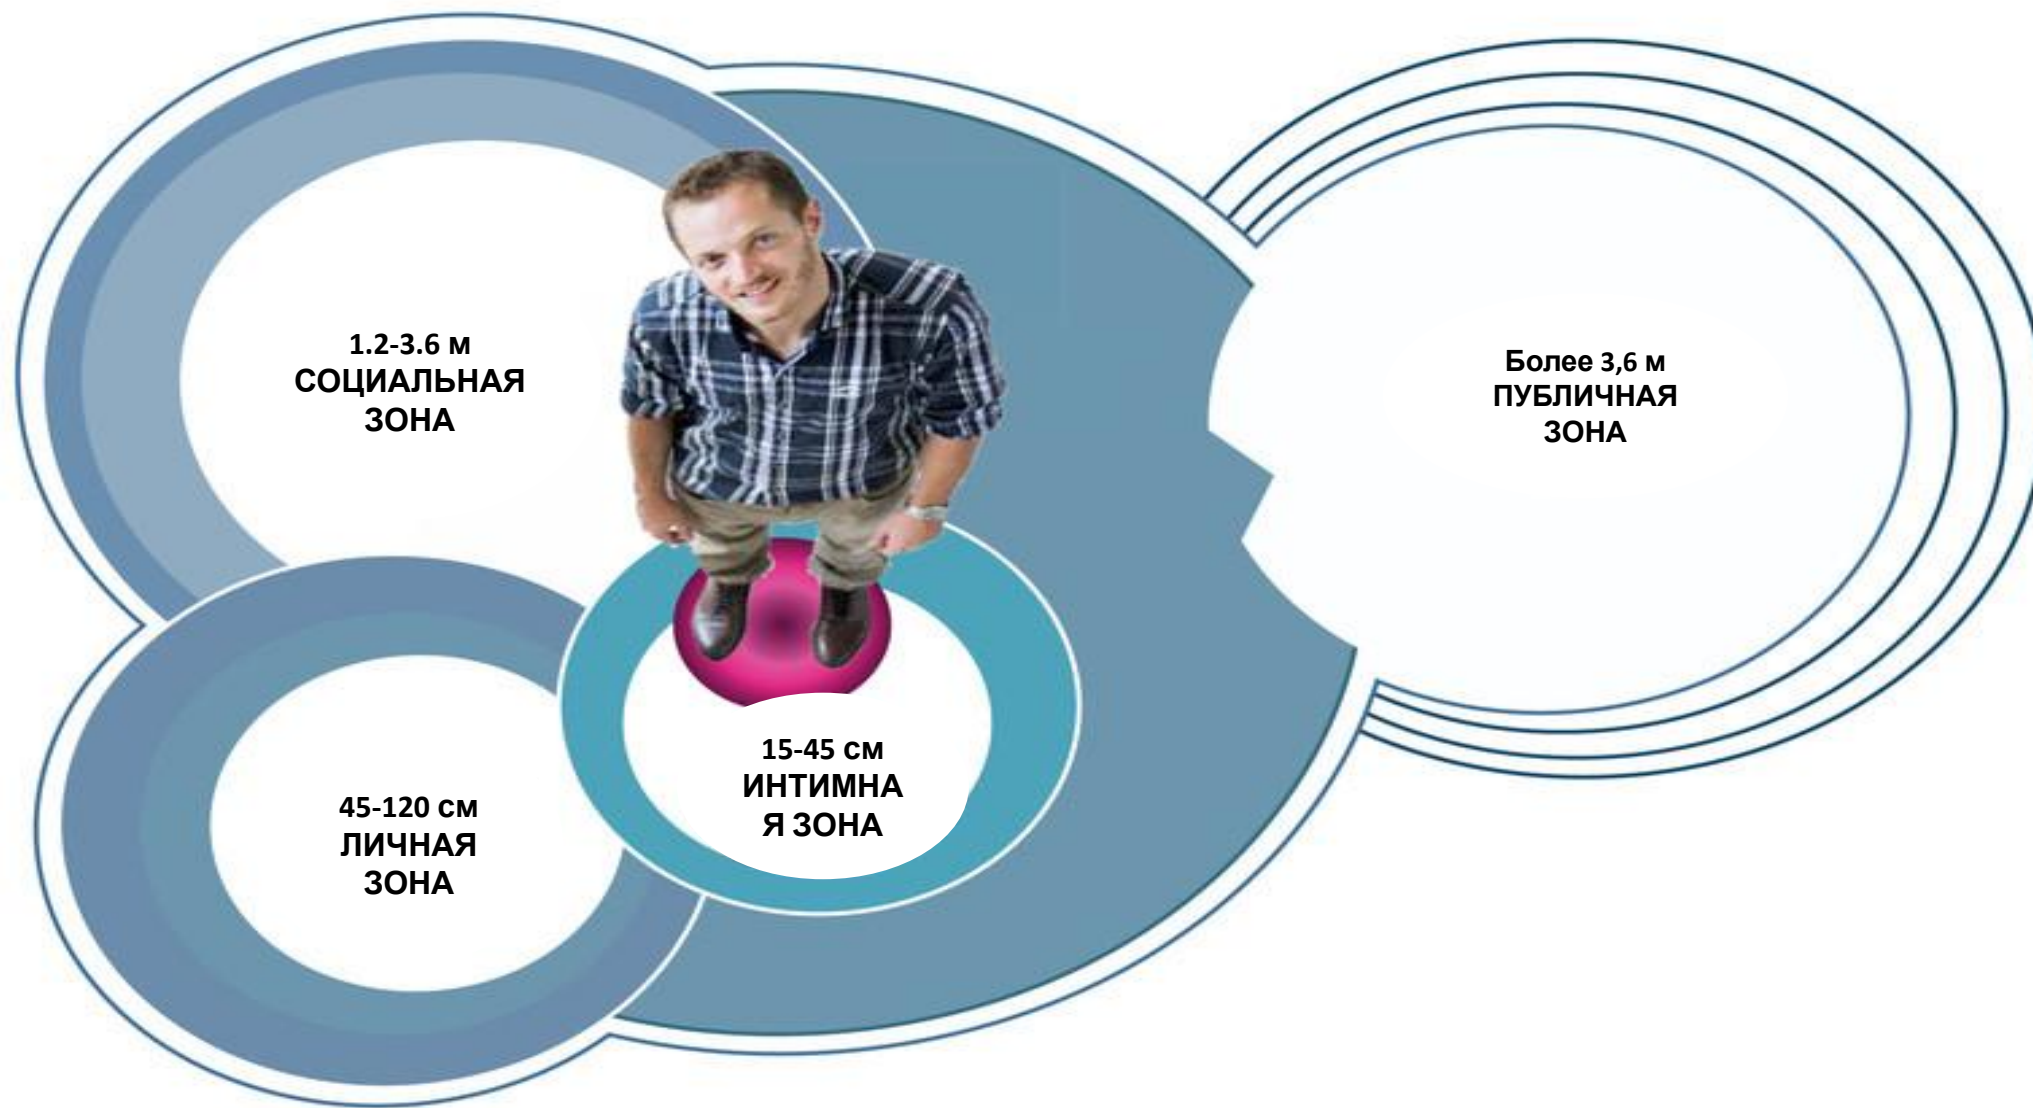 1.2-3.6 м
СОЦИАЛЬНАЯ
ЗОНА
Более 3,6 м
ПУБЛИЧНАЯ
ЗОНА
45-120 см
ЛИЧНАЯ
ЗОНА
15-45 см
ИНТИМНА
Я ЗОНА